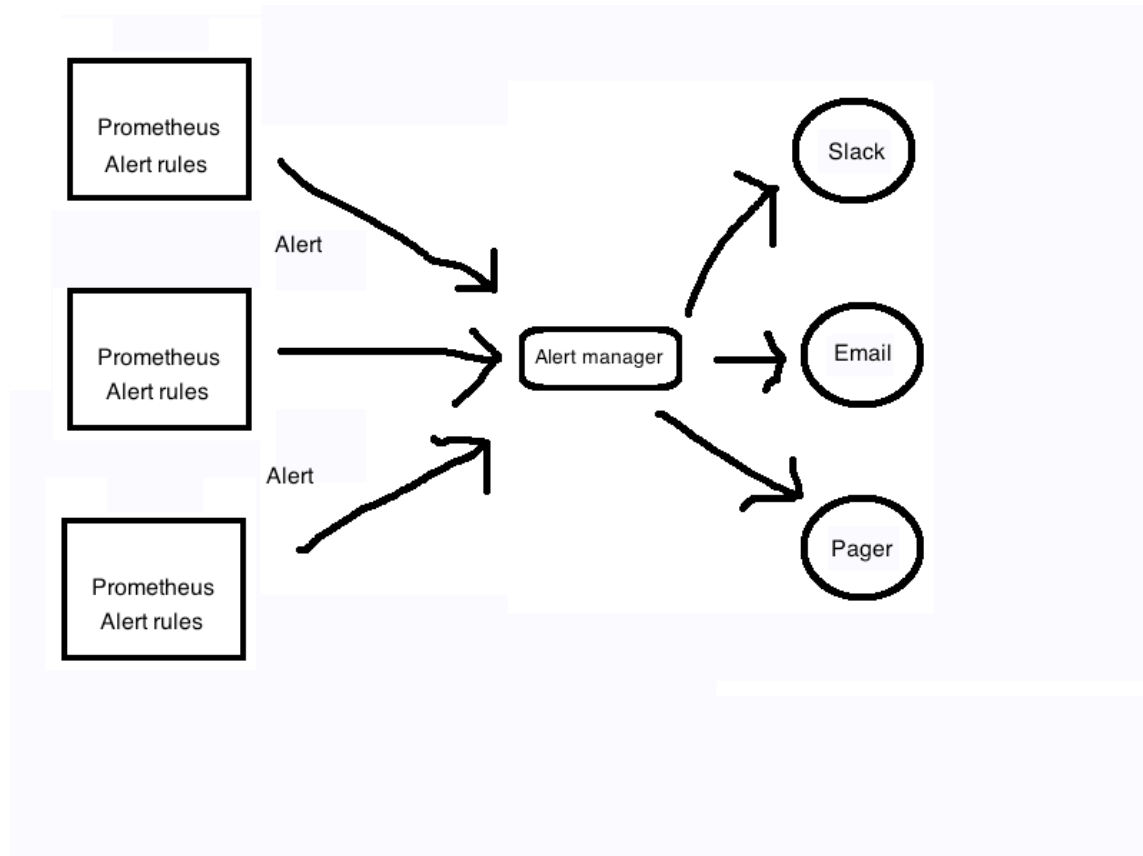 Prometheus
Alert rules
Alert
Prometheus
Alert rules
Alert
Prometheus
Alert rules
Alert manager
Slack
Email
Pager